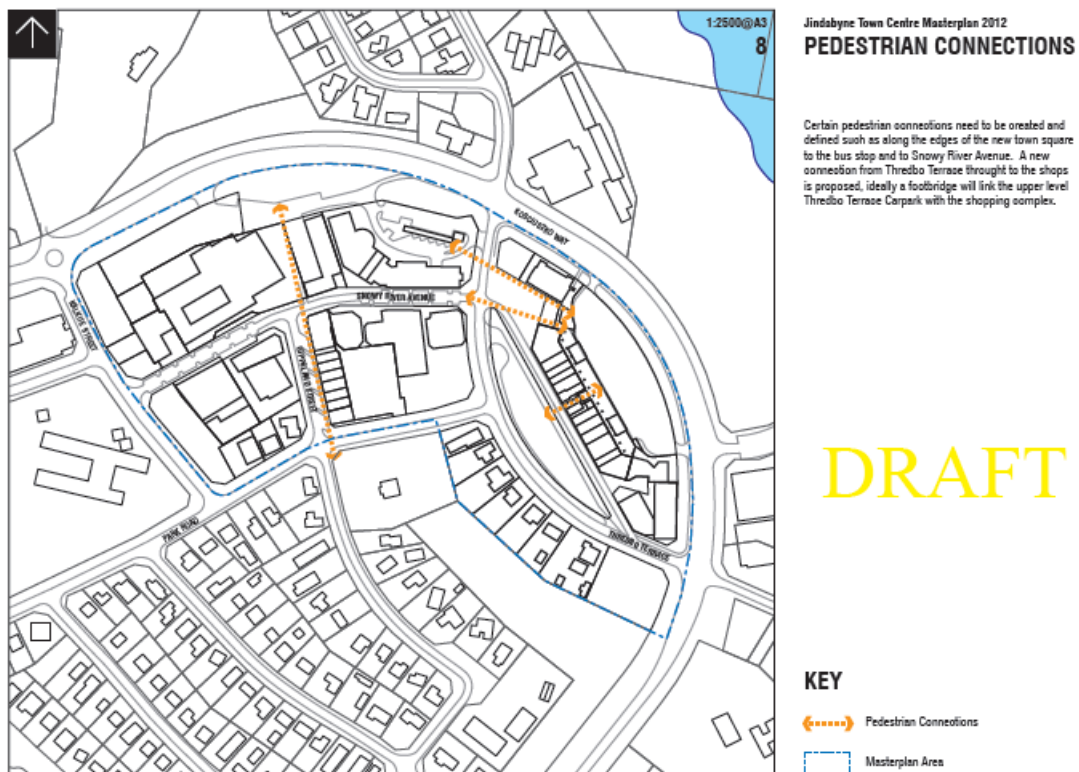 1:2500@A3
8
Jindabyne Town Centre Masterplan 2012
PEDESTRIAN CONNECTIONS
Certain pedestrian connections need to be created and
defined such as along the edges of the new town square
to the bus stop and to Snowy River Avenue. A new
connection from Thredbo Terrace throught to the shops
is proposed, ideally a footbridge will link the upper level
Thredbo Terrace Carpark with the shopping complex.
KOSCIUSZKO WAY
SNOWY RIVER AVENUE
PARK ROAD
THREDBO TERRACE
DRAFT
KEY
Pedestrian Connections
Masterplan Area